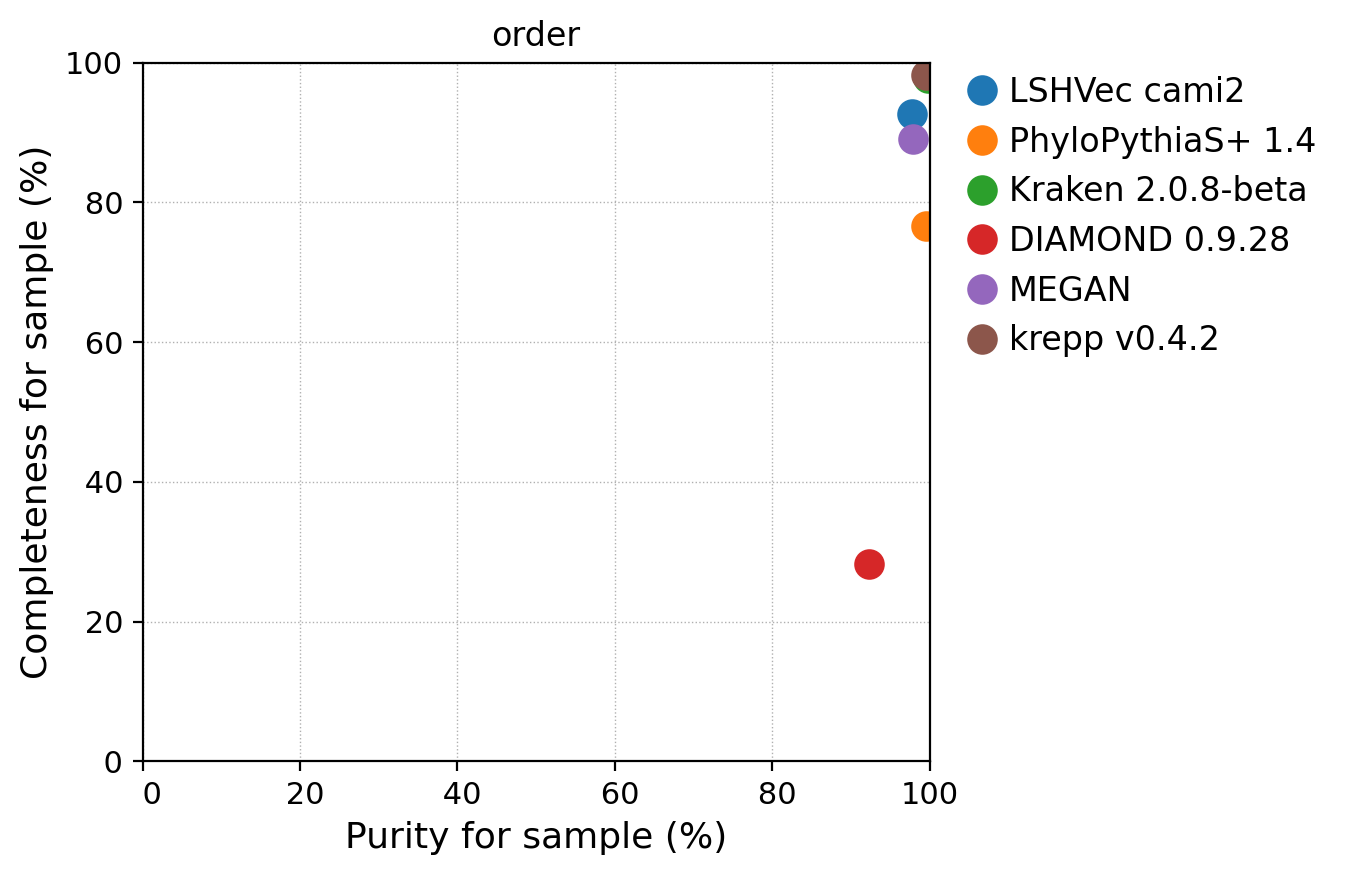 order
Completeness for sample (%)
100
80
60
40
20
0
0 20 40 60 80 100
Purity for sample (%)
LSHVec cami2
PhyloPythiaS+ 1.4
Kraken 2.0.8-beta
DIAMOND 0.9.28
MEGAN
krepp v0.4.2